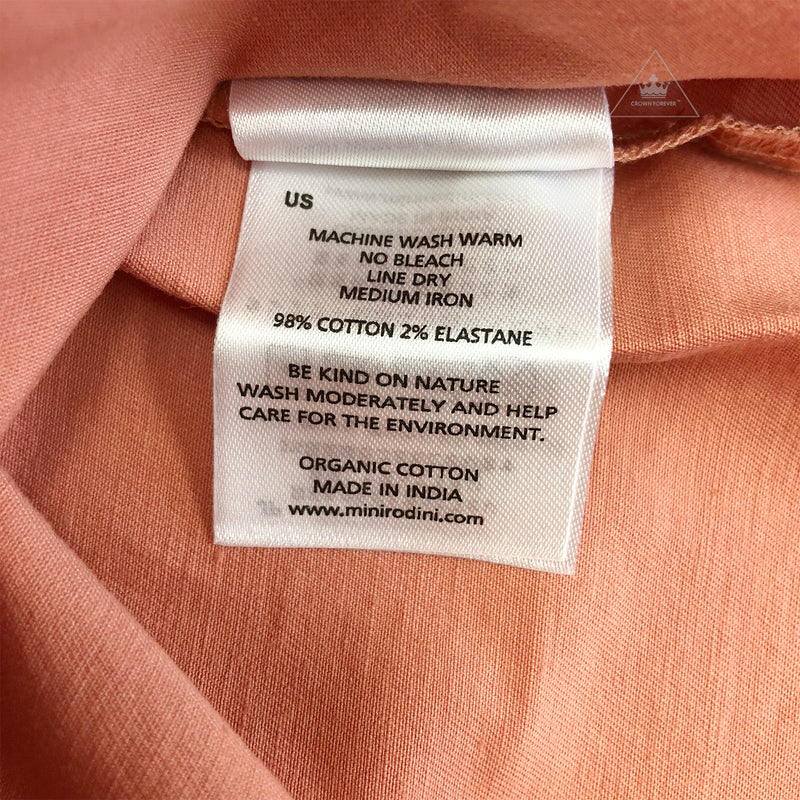 CROWN FOREVER™
US
MACHINE WASH WARM
NO BLEACH
LINE DRY
MEDIUM IRON
98% COTTON 2% ELASTANE
BE KIND ON NATURE
WASH MODERATELY AND HELP
CARE FOR THE ENVIRONMENT.
ORGANIC COTTON
MADE IN INDIA
www.minirodini.com